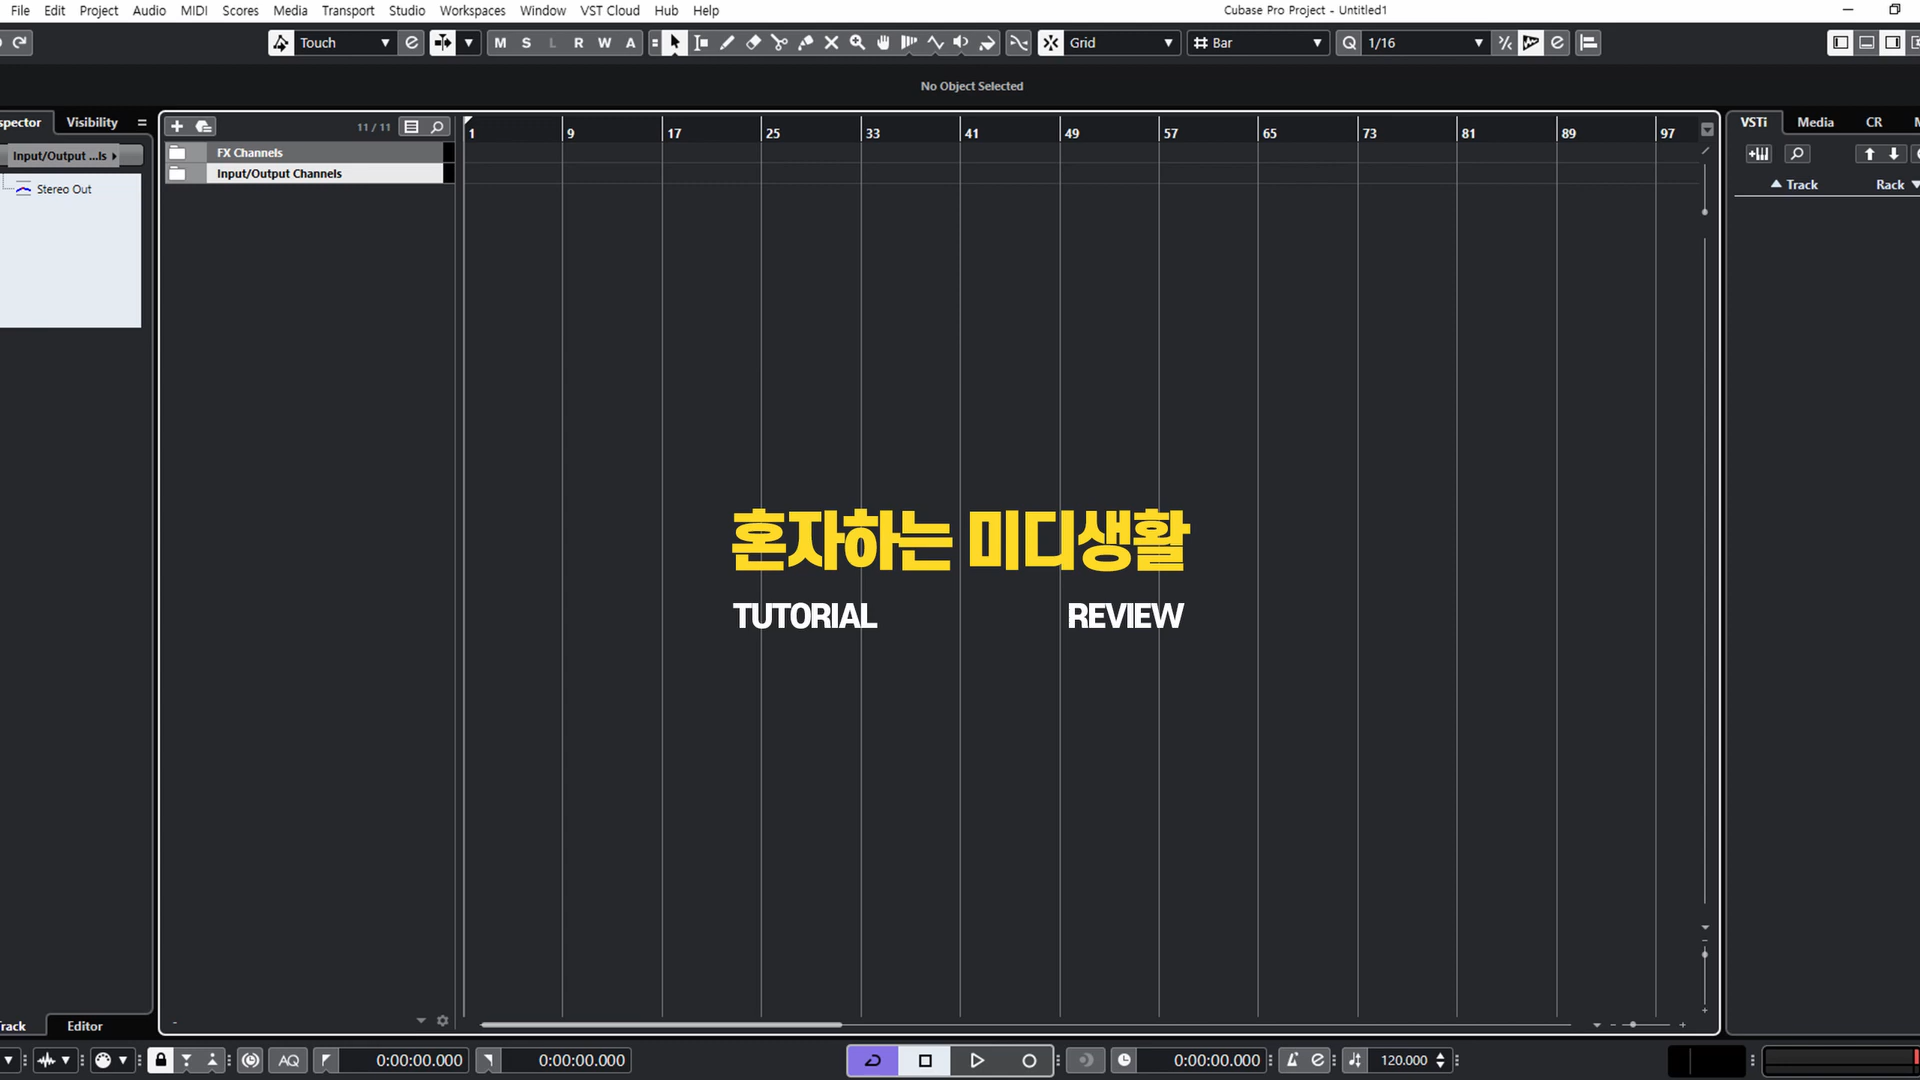 File Edit Project Audio MIDI Scores Media Transport Studio Workspaces Window VST Cloud Hub Help
Cubase Pro Project - Untitled1
Touch M S L R W A Grid Bar Q 1/16
No Object Selected
spector Visibility
11 / 11
1 9 17 25 33 41 49 57 65 73 81 89 97
VSTi Media CR
Input/Output ...ls
FX Channels
Input/Output Channels
Stereo Out
Track Rack
혼자하는 미디생활
TUTORIAL REVIEW
rack Editor
AQ 0:00:00.000 0:00:00.000 0:00:00.000 120.000